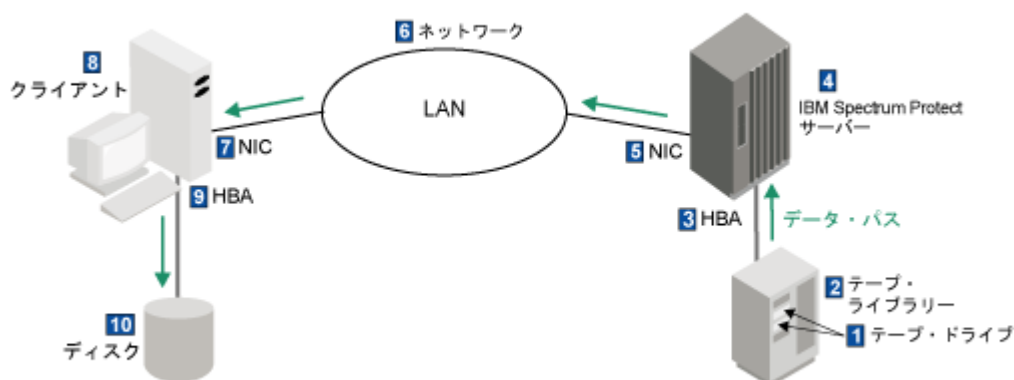 6 ネットワーク
8
クライアント
LAN
4
IBM Spectrum Protect
サーバー
7 NIC
5 NIC
9 HBA
3 HBA
データ・パス
2 テープ・
ライブラリー
1 テープ・ドライブ
10
ディスク